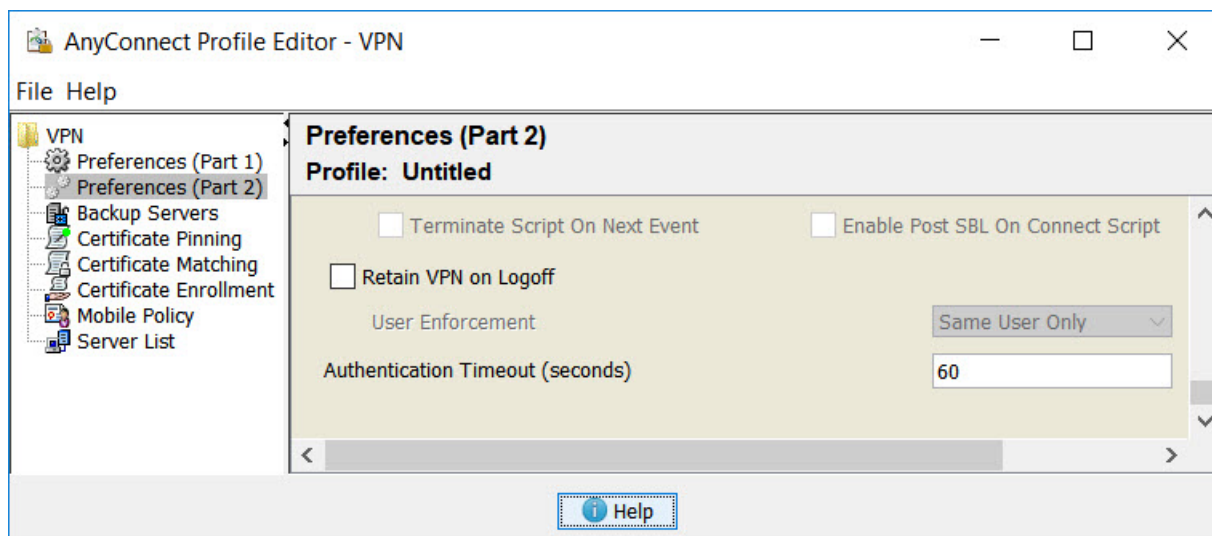 AnyConnect Profile Editor - VPN
File Help
VPN
Preferences (Part 1)
Preferences (Part 2)
Backup Servers
Certificate Pinning
Certificate Matching
Certificate Enrollment
Mobile Policy
Server List
Preferences (Part 2)
Profile: Untitled
Terminate Script On Next Event Enable Post SBL On Connect Script
Retain VPN on Logoff
User Enforcement Same User Only
Authentication Timeout (seconds) 60
Help